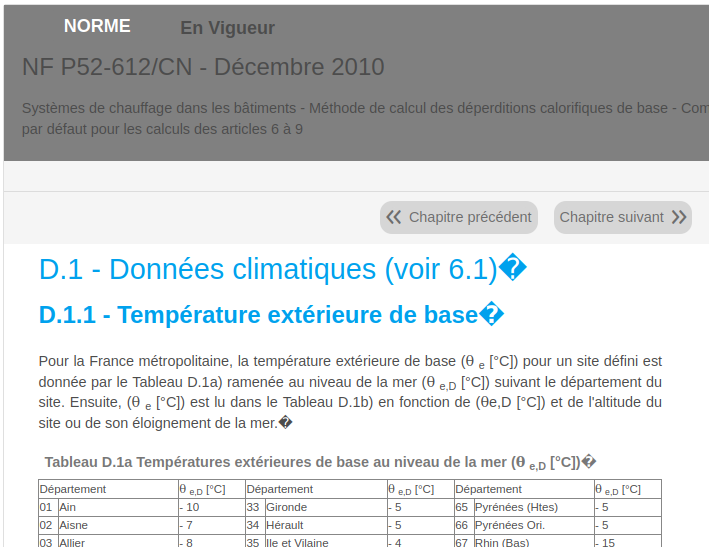 NORME En Vigueur
NF P52-612/CN - Décembre 2010
Systèmes de chauffage dans les bâtiments - Méthode de calcul des déperditions calorifiques de base - Com
par défaut pour les calculs des articles 6 à 9
Chapitre précédent Chapitre suivant
D.1 - Données climatiques (voir 6.1)�
D.1.1 - Température extérieure de base�
Pour la France métropolitaine, la température extérieure de base (θ e [°C]) pour un site défini est
donnée par le Tableau D.1a) ramenée au niveau de la mer (θ e,D [°C]) suivant le département du
site. Ensuite, (θ e [°C]) est lu dans le Tableau D.1b) en fonction de (θe,D [°C]) et de l'altitude du
site ou de son éloignement de la mer.�
Tableau D.1a Températures extérieures de base au niveau de la mer (θ e,D [°C])�
Département θ e,D [°C] Département θ e,D [°C] Département θ e,D [°C]
01 Ain - 10 33 Gironde - 5 65 Pyrénées (Htes) - 5
02 Aisne - 7 34 Hérault - 5 66 Pyrénées Ori. - 5
03 Allier - 8 35 Ile et Vilaine - 4 67 Rhin (Bas) - 15